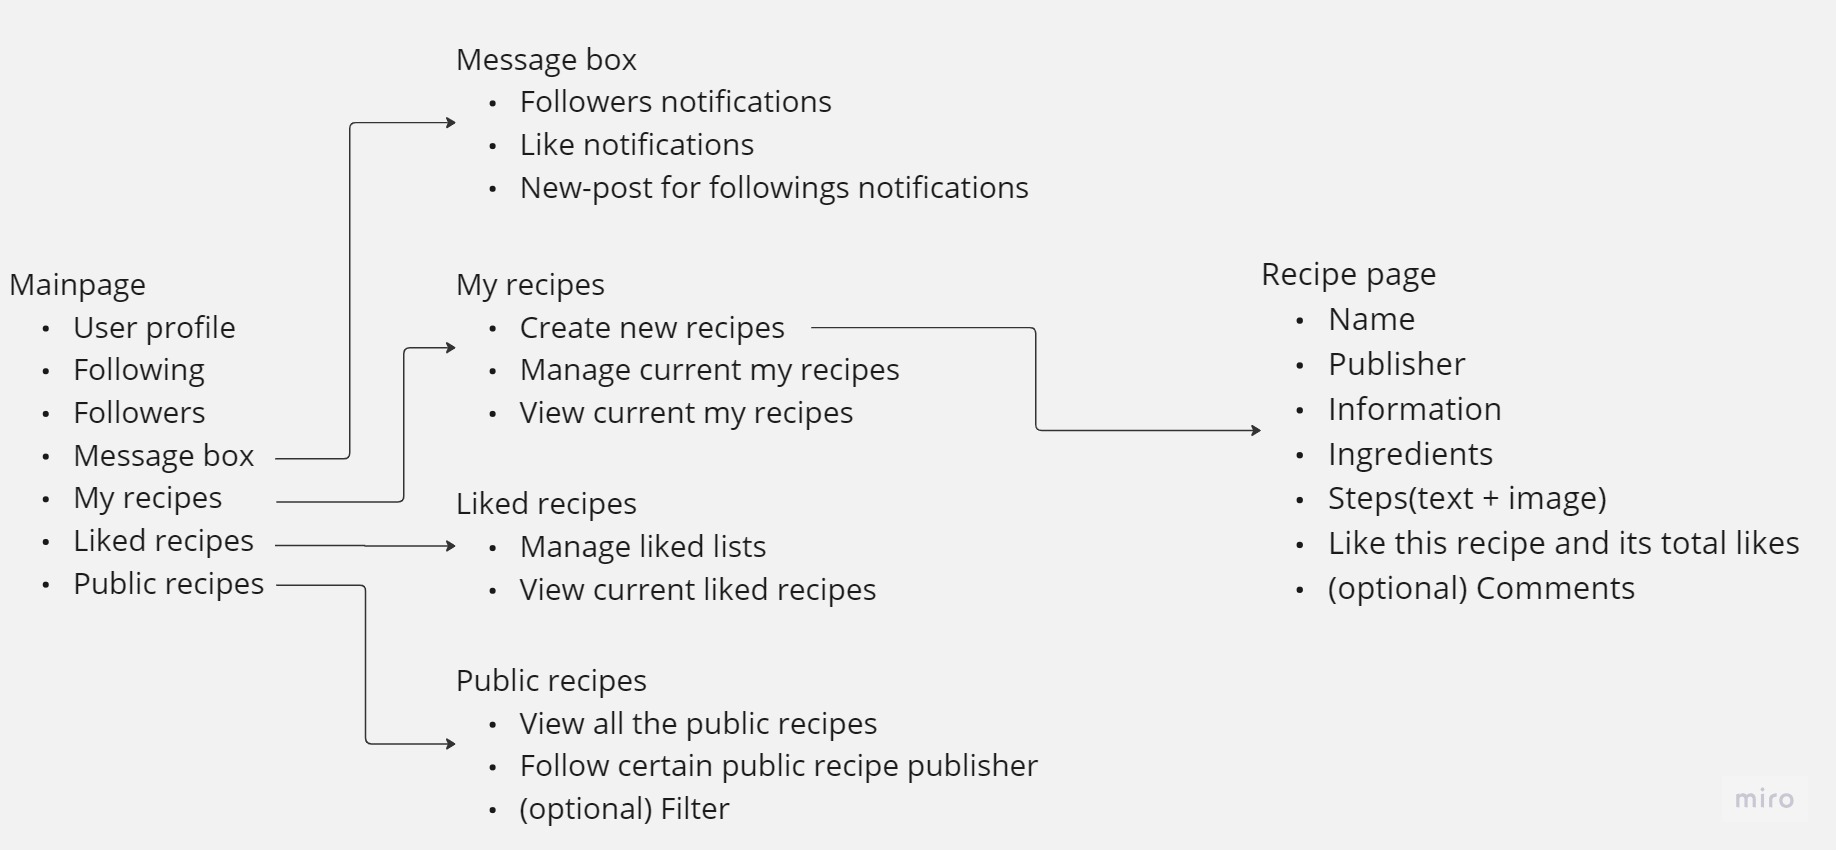 Message box
• Followers notifications
• Like notifications
• New-post for followings notifications
Mainpage
• User profile
• Following
• Followers
• Message box
• My recipes
• Liked recipes
• Public recipes
My recipes
• Create new recipes
• Manage current my recipes
• View current my recipes
Liked recipes
• Manage liked lists
• View current liked recipes
Public recipes
• View all the public recipes
• Follow certain public recipe publisher
• (optional) Filter
Recipe page
• Name
• Publisher
• Information
• Ingredients
• Steps(text + image)
• Like this recipe and its total likes
• (optional) Comments
miro